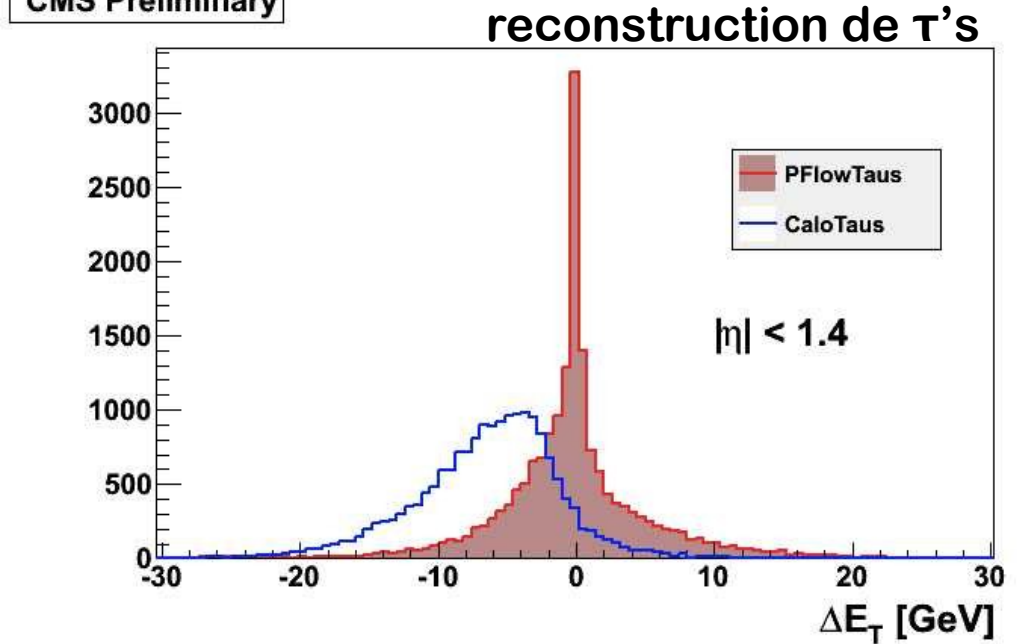 CMS Preliminary
reconstruction de τ's
3000
2500
2000
1500
1000
500
0
PFlowTaus
CaloTaus
|η| < 1.4
-30 -20 -10 0 10 20 30
ΔE_T [GeV]